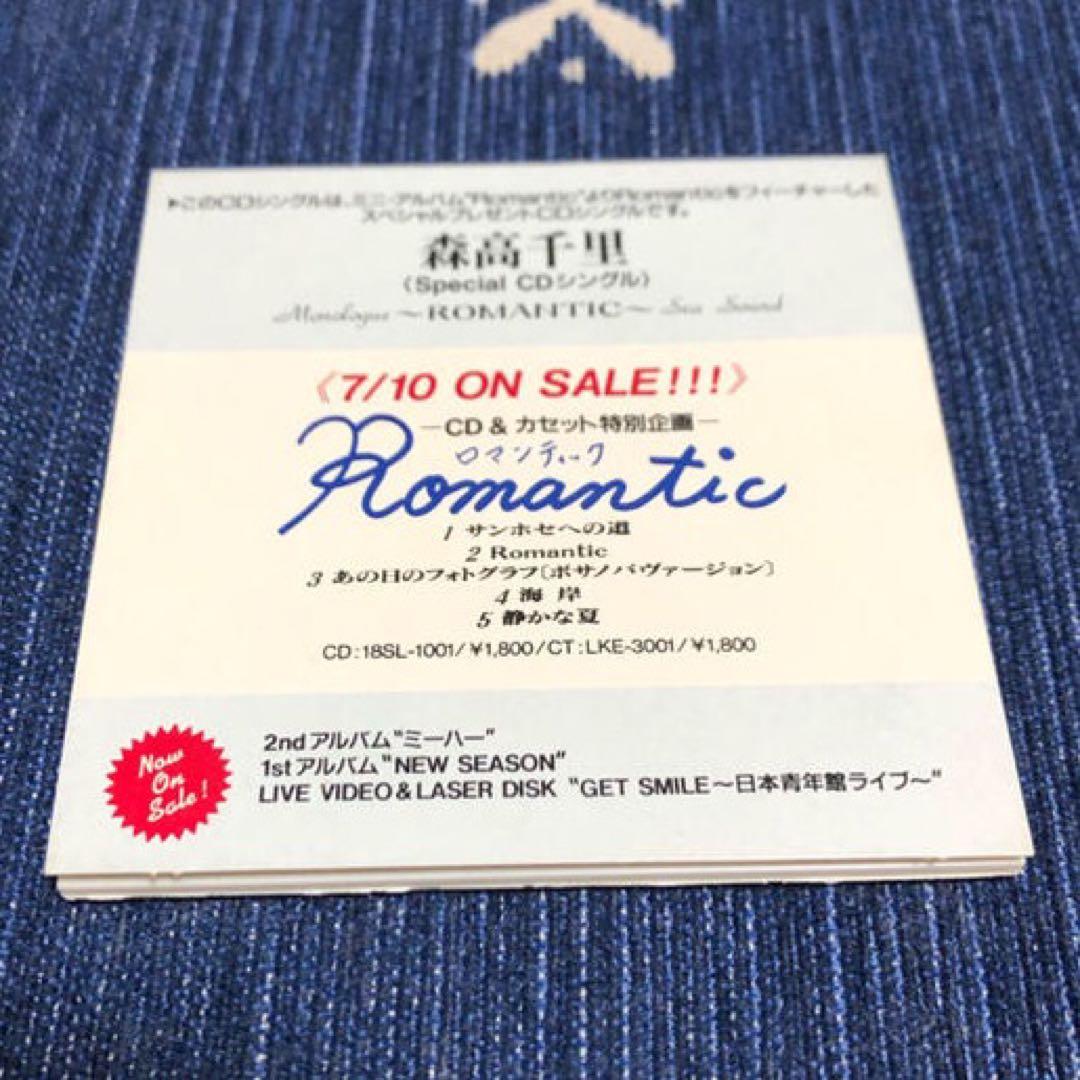 ▶このCDシングルは、ミニ・アルバム"Romantic"よりRomanticをフィーチャーした
スペシャルプレゼントCDシングルです。
森高千里
(Special CDシングル)
Monologue ～ROMANTIC～ Sea Sound
《7/10 ON SALE!!!》
—CD & カセット特別企画—
ロマンティック
Romantic
1 サンホセへの道
2 Romantic
3 あの日のフォトグラフ〔ボサノバヴァージョン〕
4 海岸
5 静かな夏
CD:18SL-1001/¥1,800/CT:LKE-3001/¥1,800
Now
On
Sale!
2ndアルバム"ミーハー"
1stアルバム"NEW SEASON"
LIVE VIDEO&LASER DISK "GET SMILE～日本青年館ライブ～"